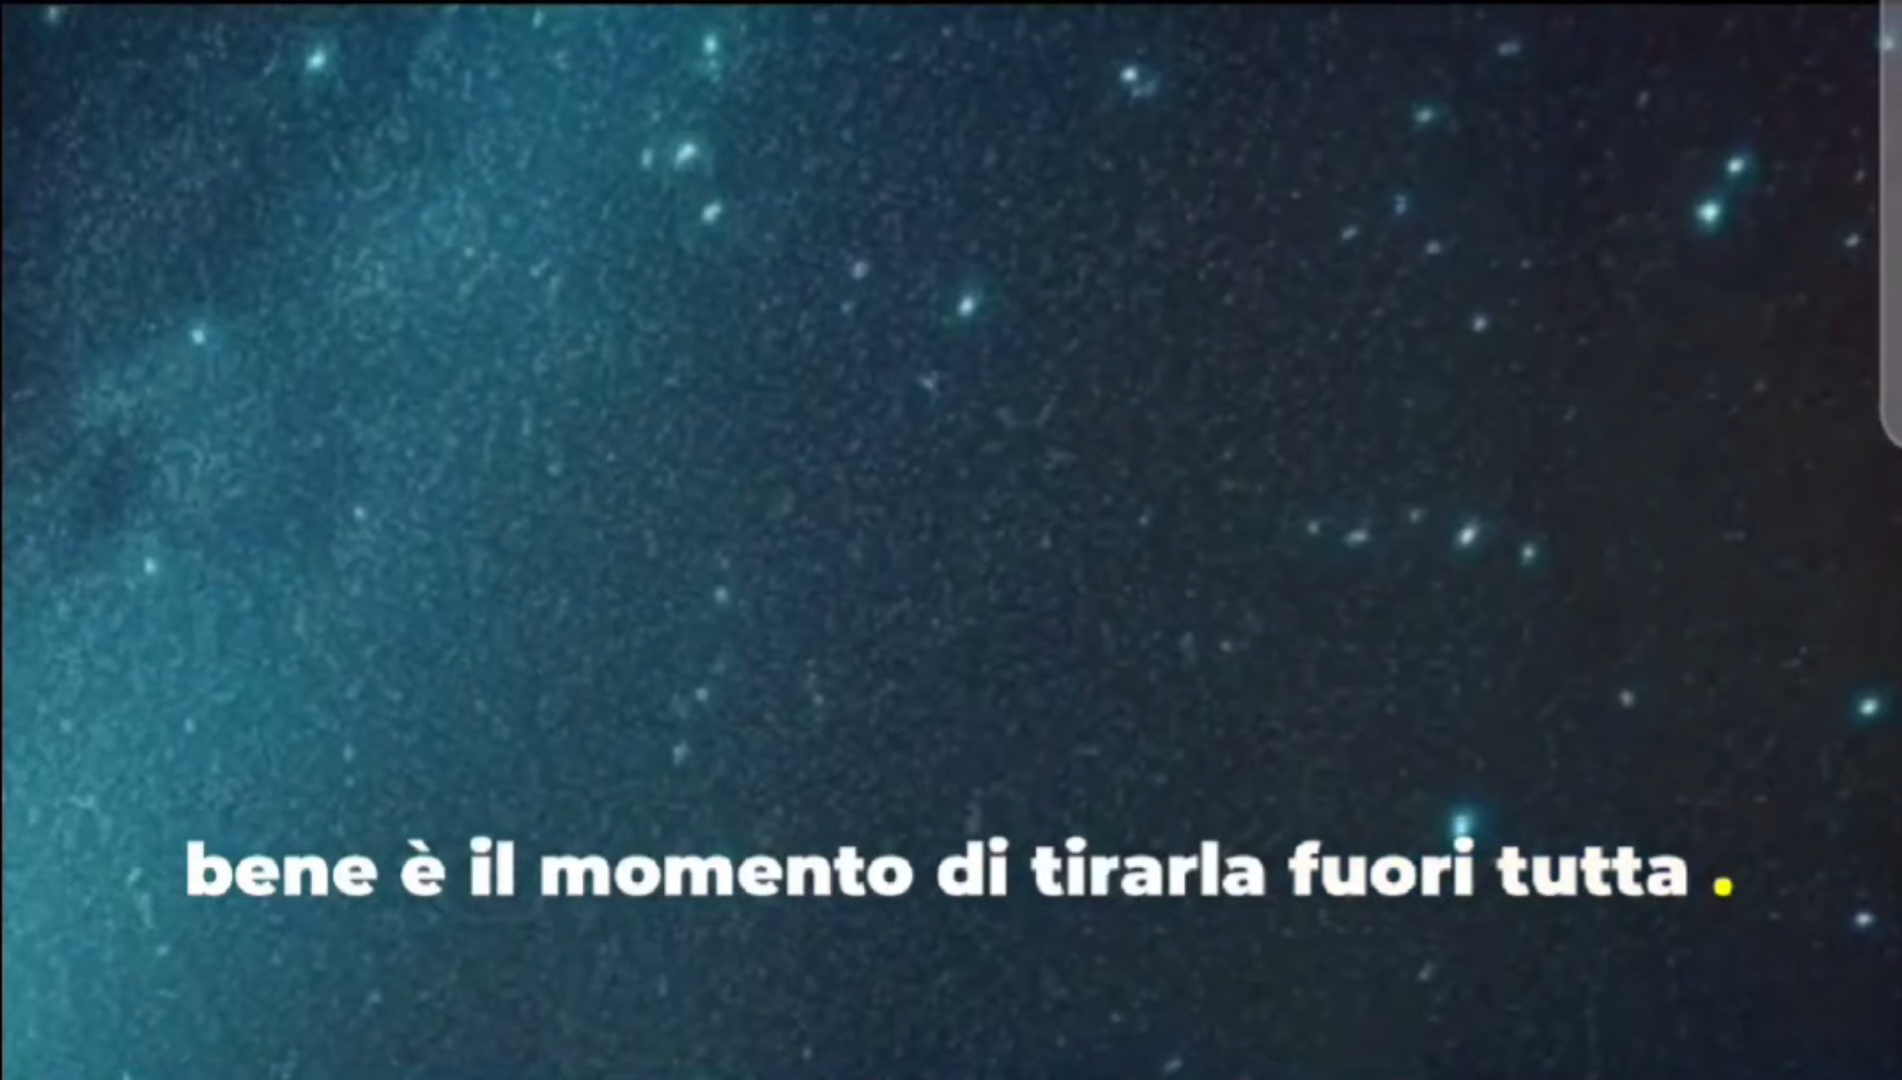 bene è il momento di tirarla fuori tutta .